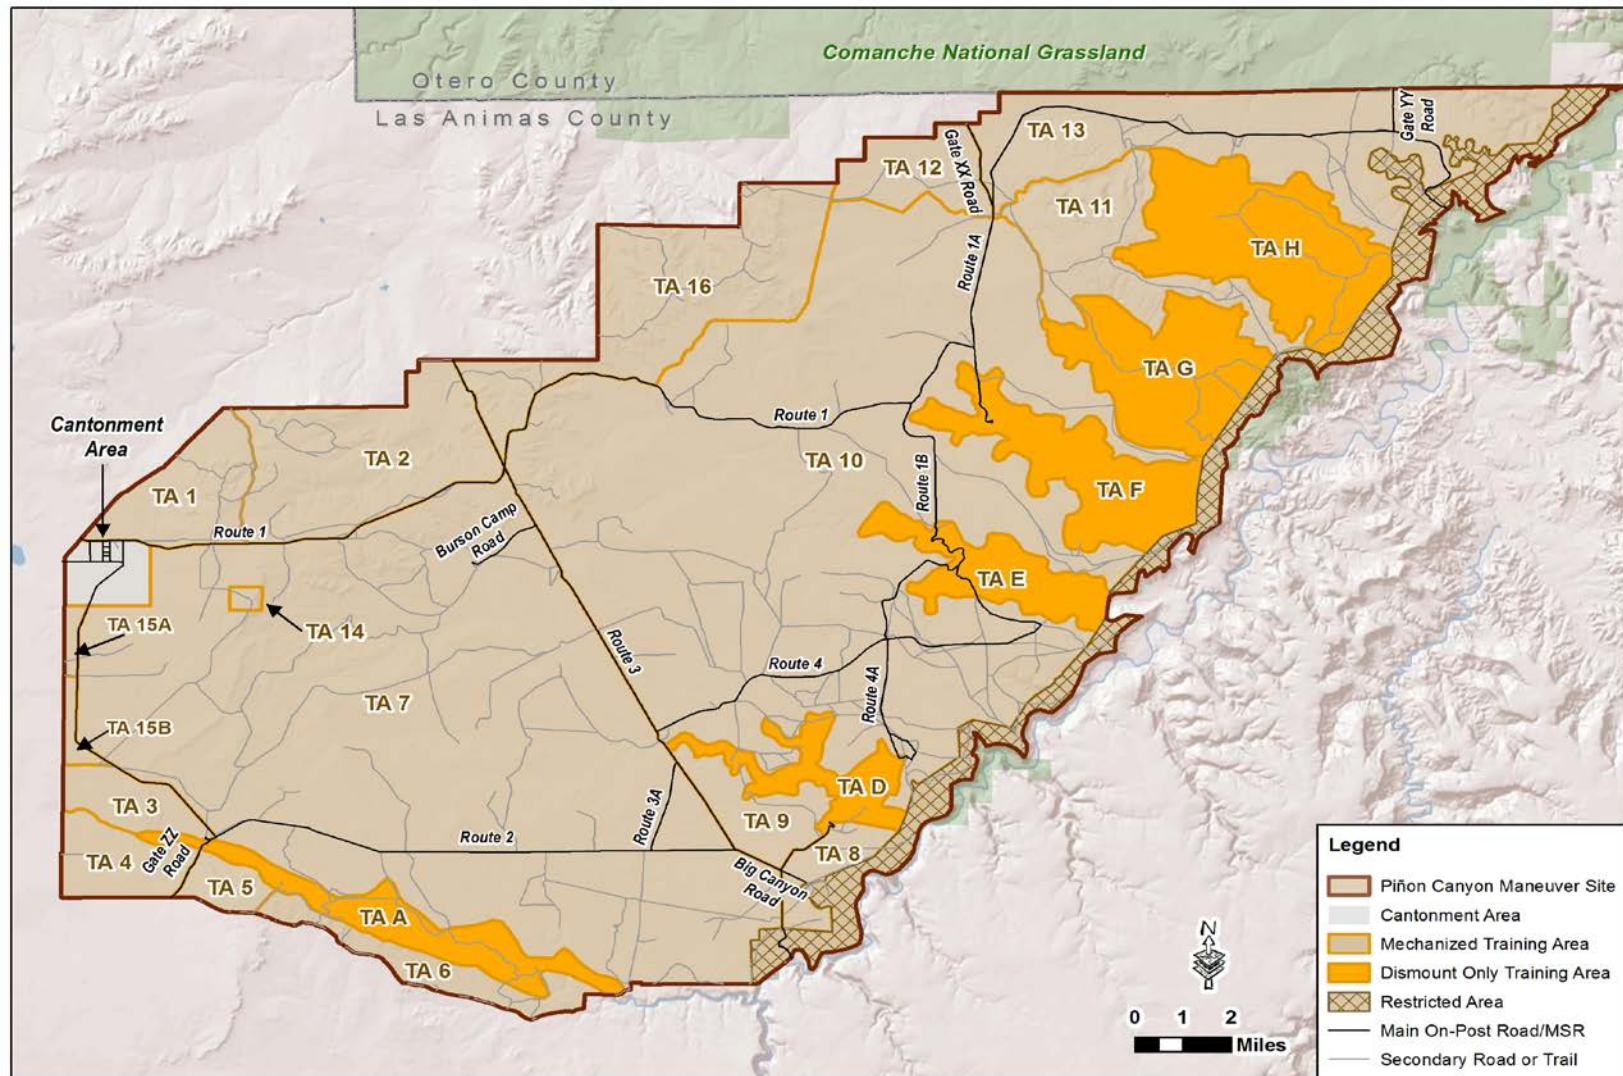 Comanche National Grassland
Otero County
Las Animas County
Gate YY
Road
TA 13
TA 12
Gate XX Road
TA 11
TA H
Route 1A
TA 16
TA G
Cantonment
Area
Route 1
TA 2
TA 10
Route 1B
TA 1
TA F
Route 1
Burson Camp
Road
TA E
TA 15A
TA 14
Route 3
Route 4
Route 4A
TA 7
TA 15B
TA D
TA 3
Route 3A
TA 9
Route 2
Gate ZZ
Road
TA 4
TA 8
Big Canyon
Road
TA 5
TA A
TA 6
N
0 1 2
Miles
Legend
Piñon Canyon Maneuver Site
Cantonment Area
Mechanized Training Area
Dismount Only Training Area
Restricted Area
Main On-Post Road/MSR
Secondary Road or Trail